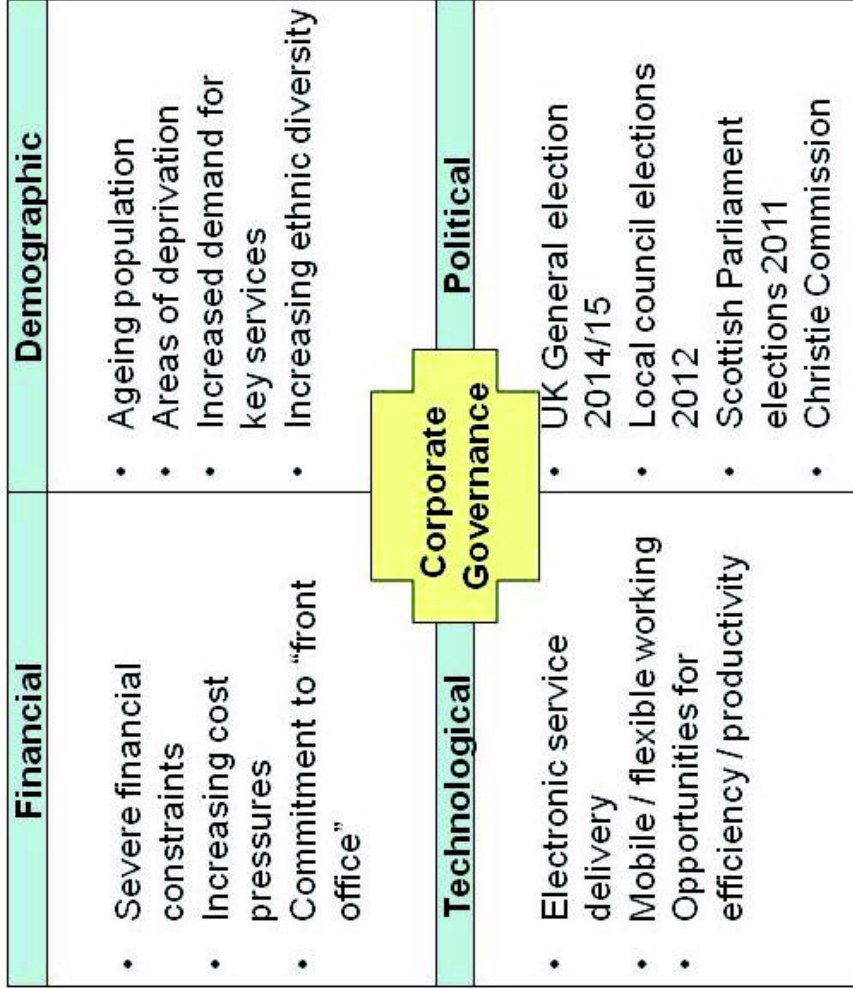 Financial
• Severe financial
constraints
• Increasing cost
pressures
• Commitment to “front
office”
Demographic
• Ageing population
• Areas of deprivation
• Increased demand for
key services
• Increasing ethnic diversity
Corporate
Governance
Technological
• Electronic service
delivery
• Mobile / flexible working
• Opportunities for
efficiency / productivity
Political
• UK General election
2014/15
• Local council elections
2012
• Scottish Parliament
elections 2011
• Christie Commission